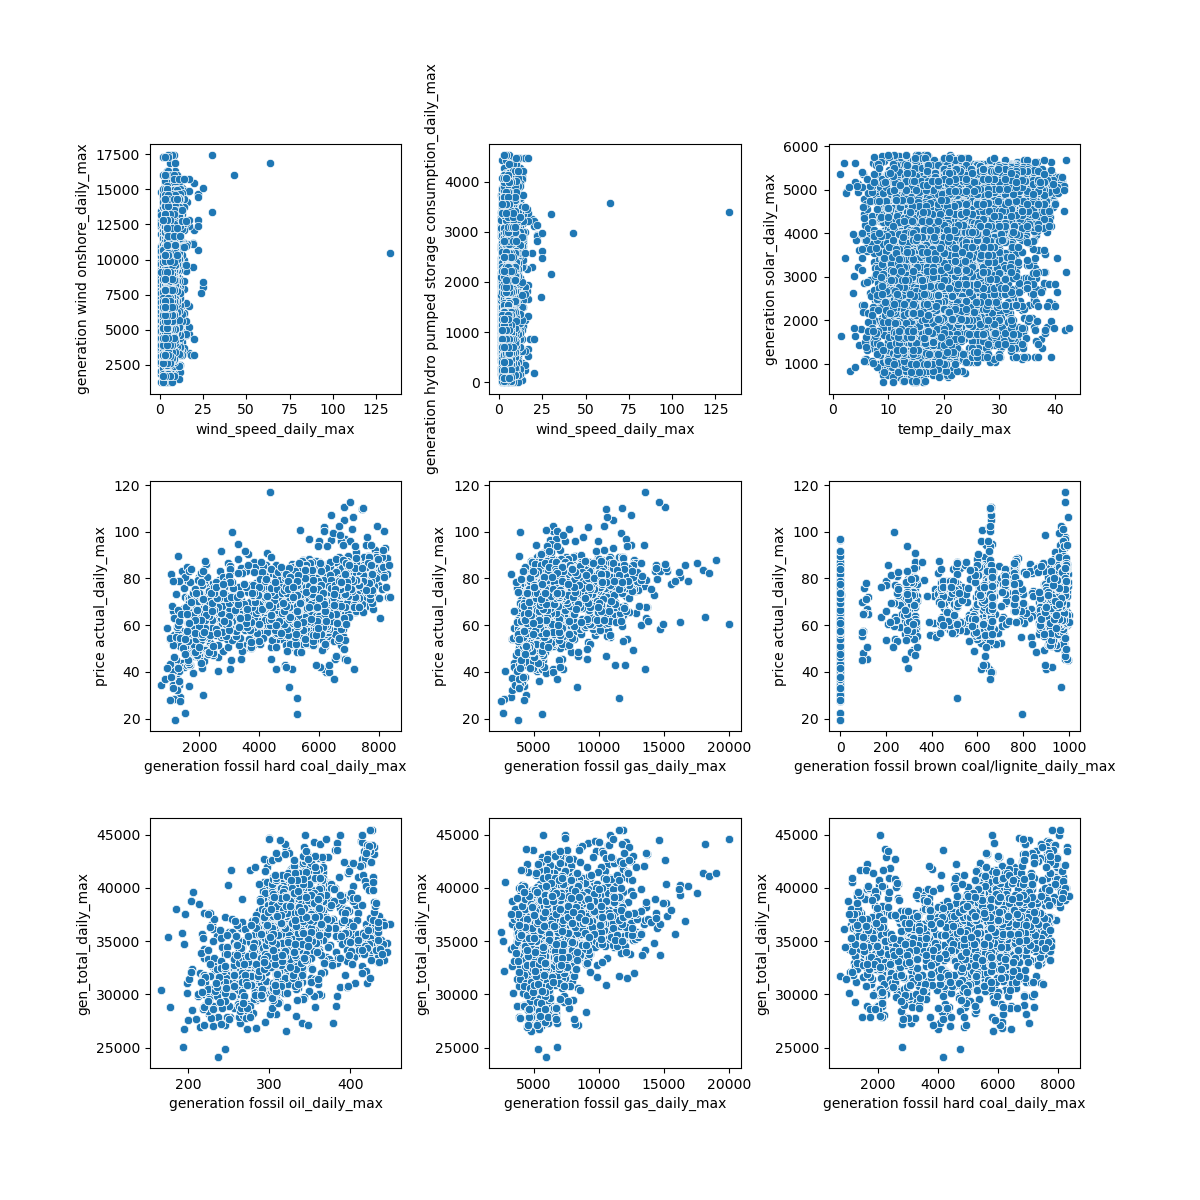 generation wind onshore_daily_max
17500
15000
12500
10000
7500
5000
2500
0 25 50 75 100 125
wind_speed_daily_max
generation hydro pumped storage consumption_daily_max
4000
3000
2000
1000
0
0 25 50 75 100 125
wind_speed_daily_max
generation solar_daily_max
6000
5000
4000
3000
2000
1000
0 10 20 30 40
temp_daily_max
price actual_daily_max
120
100
80
60
40
20
2000 4000 6000 8000
generation fossil hard coal_daily_max
price actual_daily_max
120
100
80
60
40
20
5000 10000 15000 20000
generation fossil gas_daily_max
price actual_daily_max
120
100
80
60
40
20
0 200 400 600 800 1000
generation fossil brown coal/lignite_daily_max
gen_total_daily_max
45000
40000
35000
30000
25000
200 300 400
generation fossil oil_daily_max
gen_total_daily_max
45000
40000
35000
30000
25000
5000 10000 15000 20000
generation fossil gas_daily_max
gen_total_daily_max
45000
40000
35000
30000
25000
2000 4000 6000 8000
generation fossil hard coal_daily_max